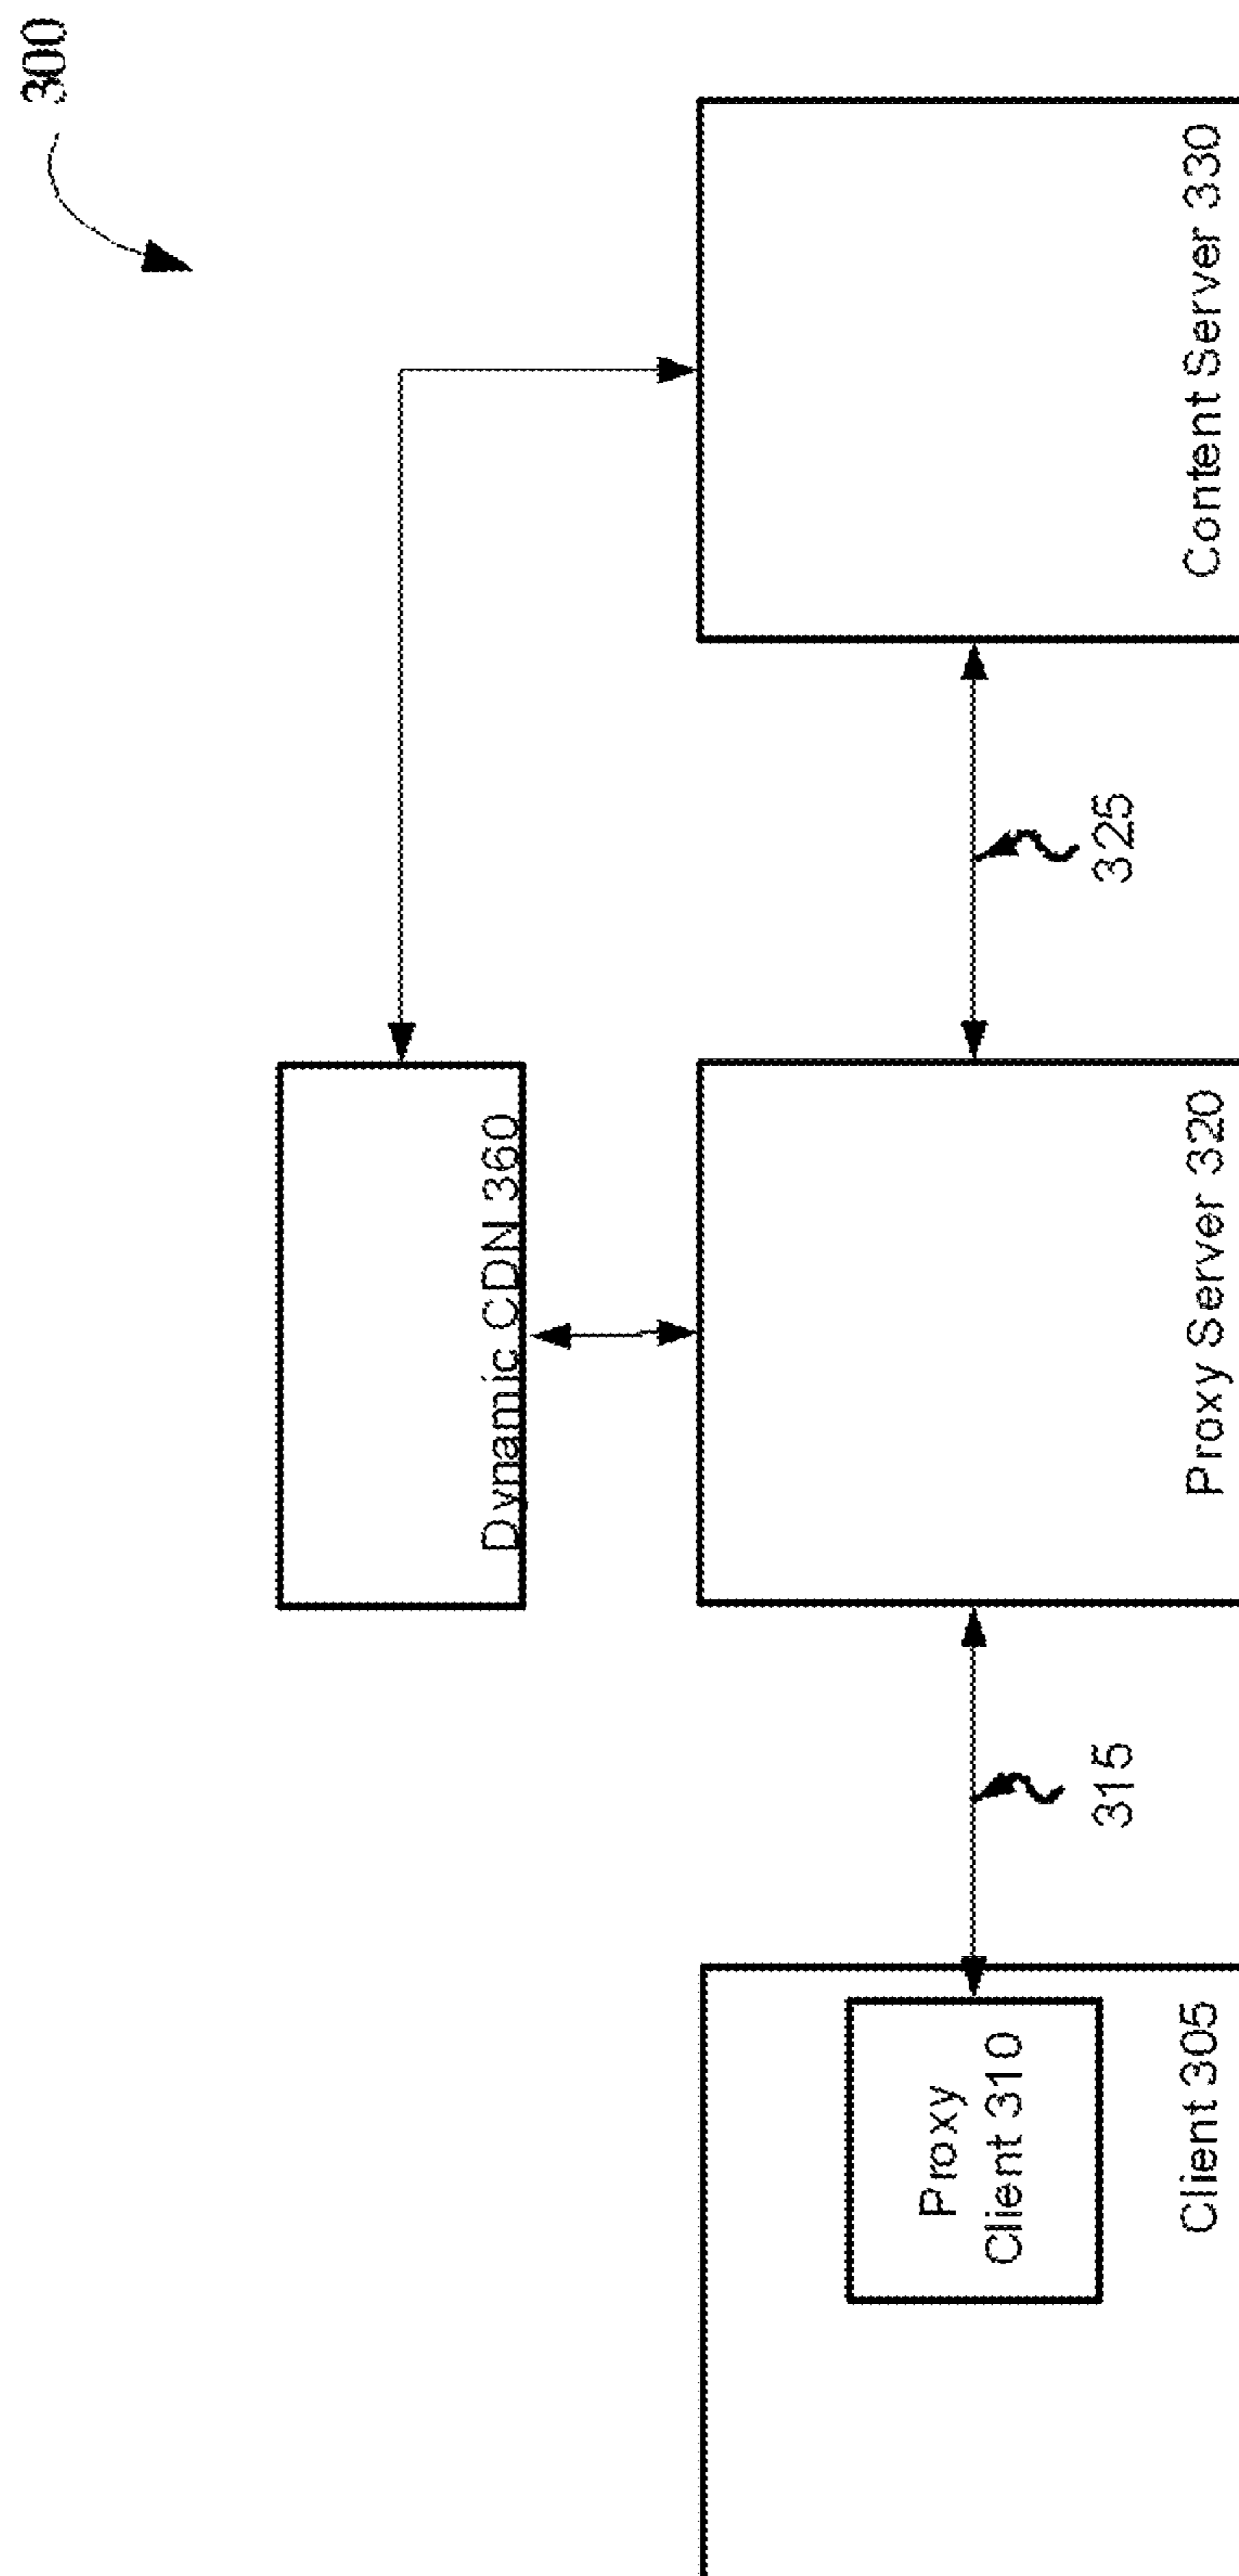 300
Dynamic CDN 360
Proxy
Client 310
Client 305
315
Proxy Server 320
325
Content Server 330